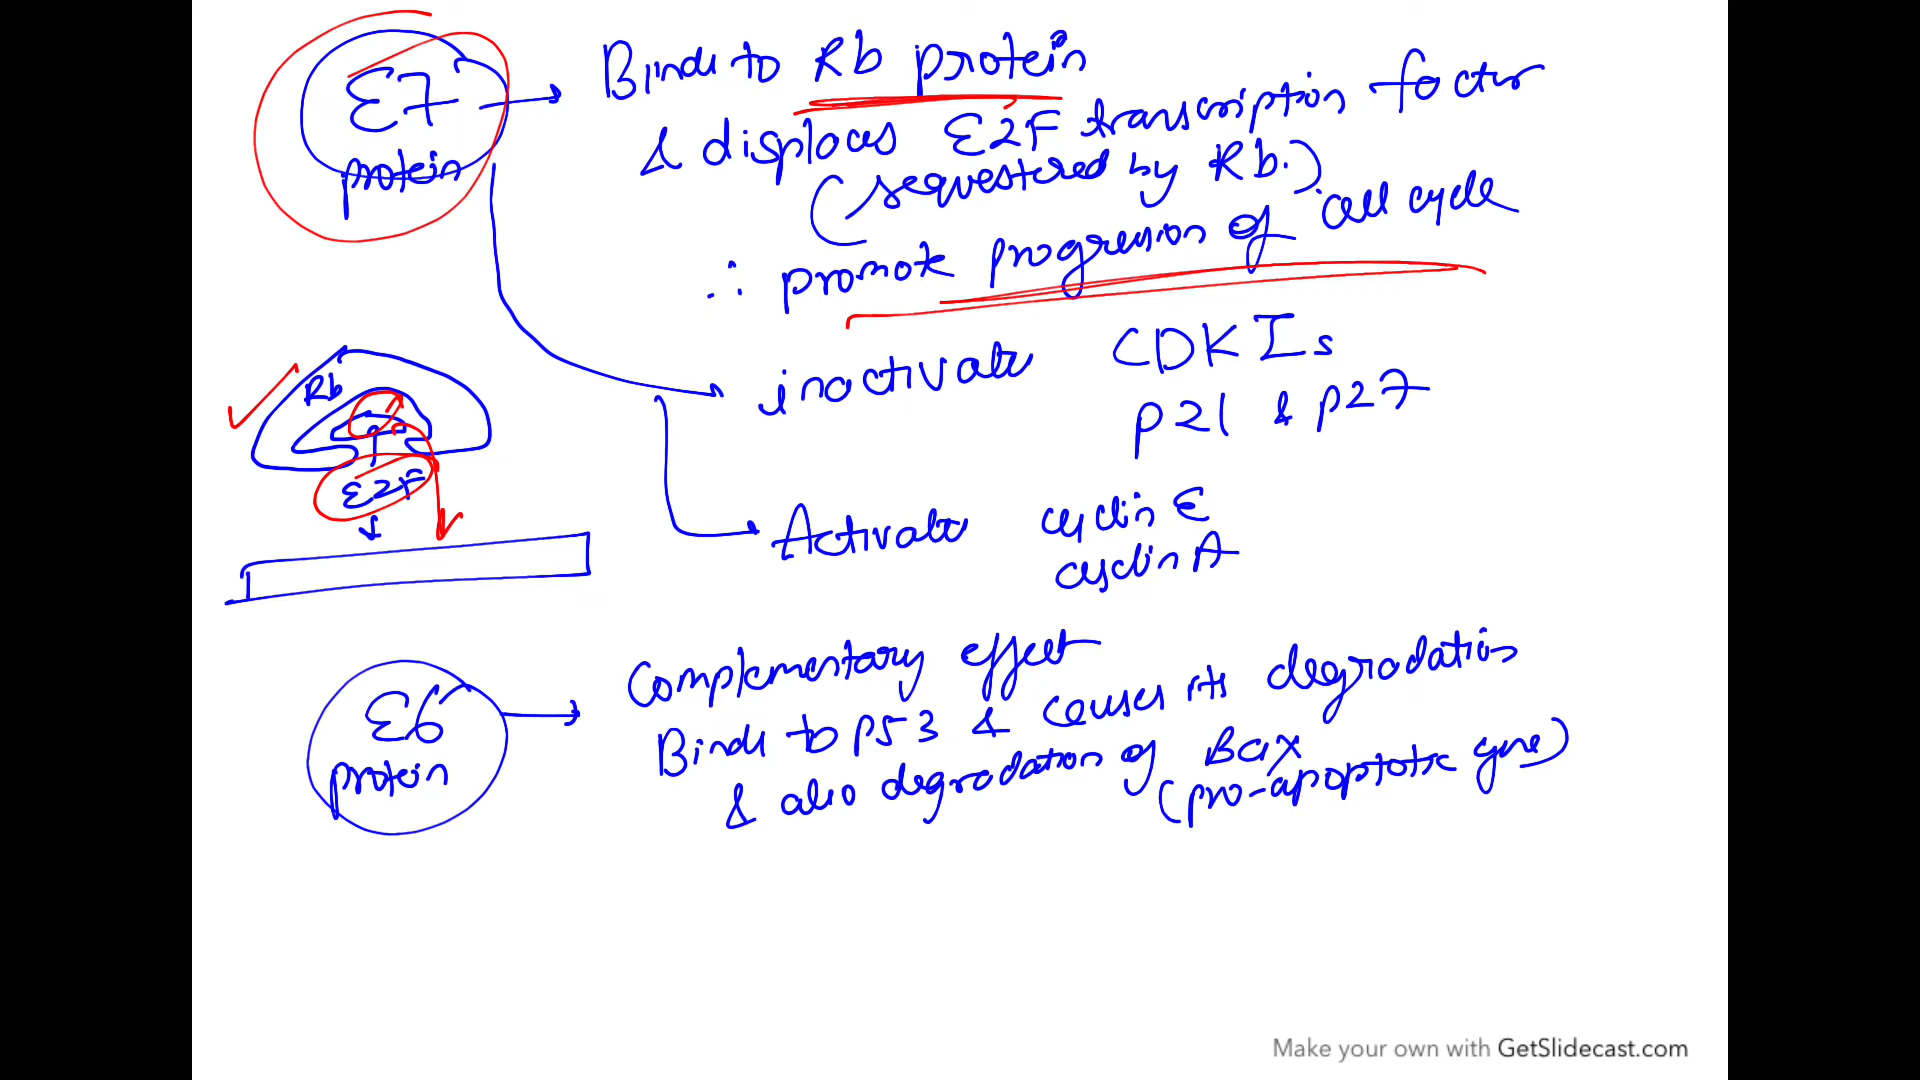 E7
protein
Binds to Rb protein
& displaces E2F transcription factor
(sequestered by Rb.)
∴ promote progression of cell cycle
inactivate CDKIs
p21 & p27
Rb
E2F
Activate cyclin E
cyclin A
E6
protein
Complementary effect
Binds to p53 & causes its degradation
& also degradation of Bax
(pro-apoptotic gene)
Make your own with GetSlidecast.com